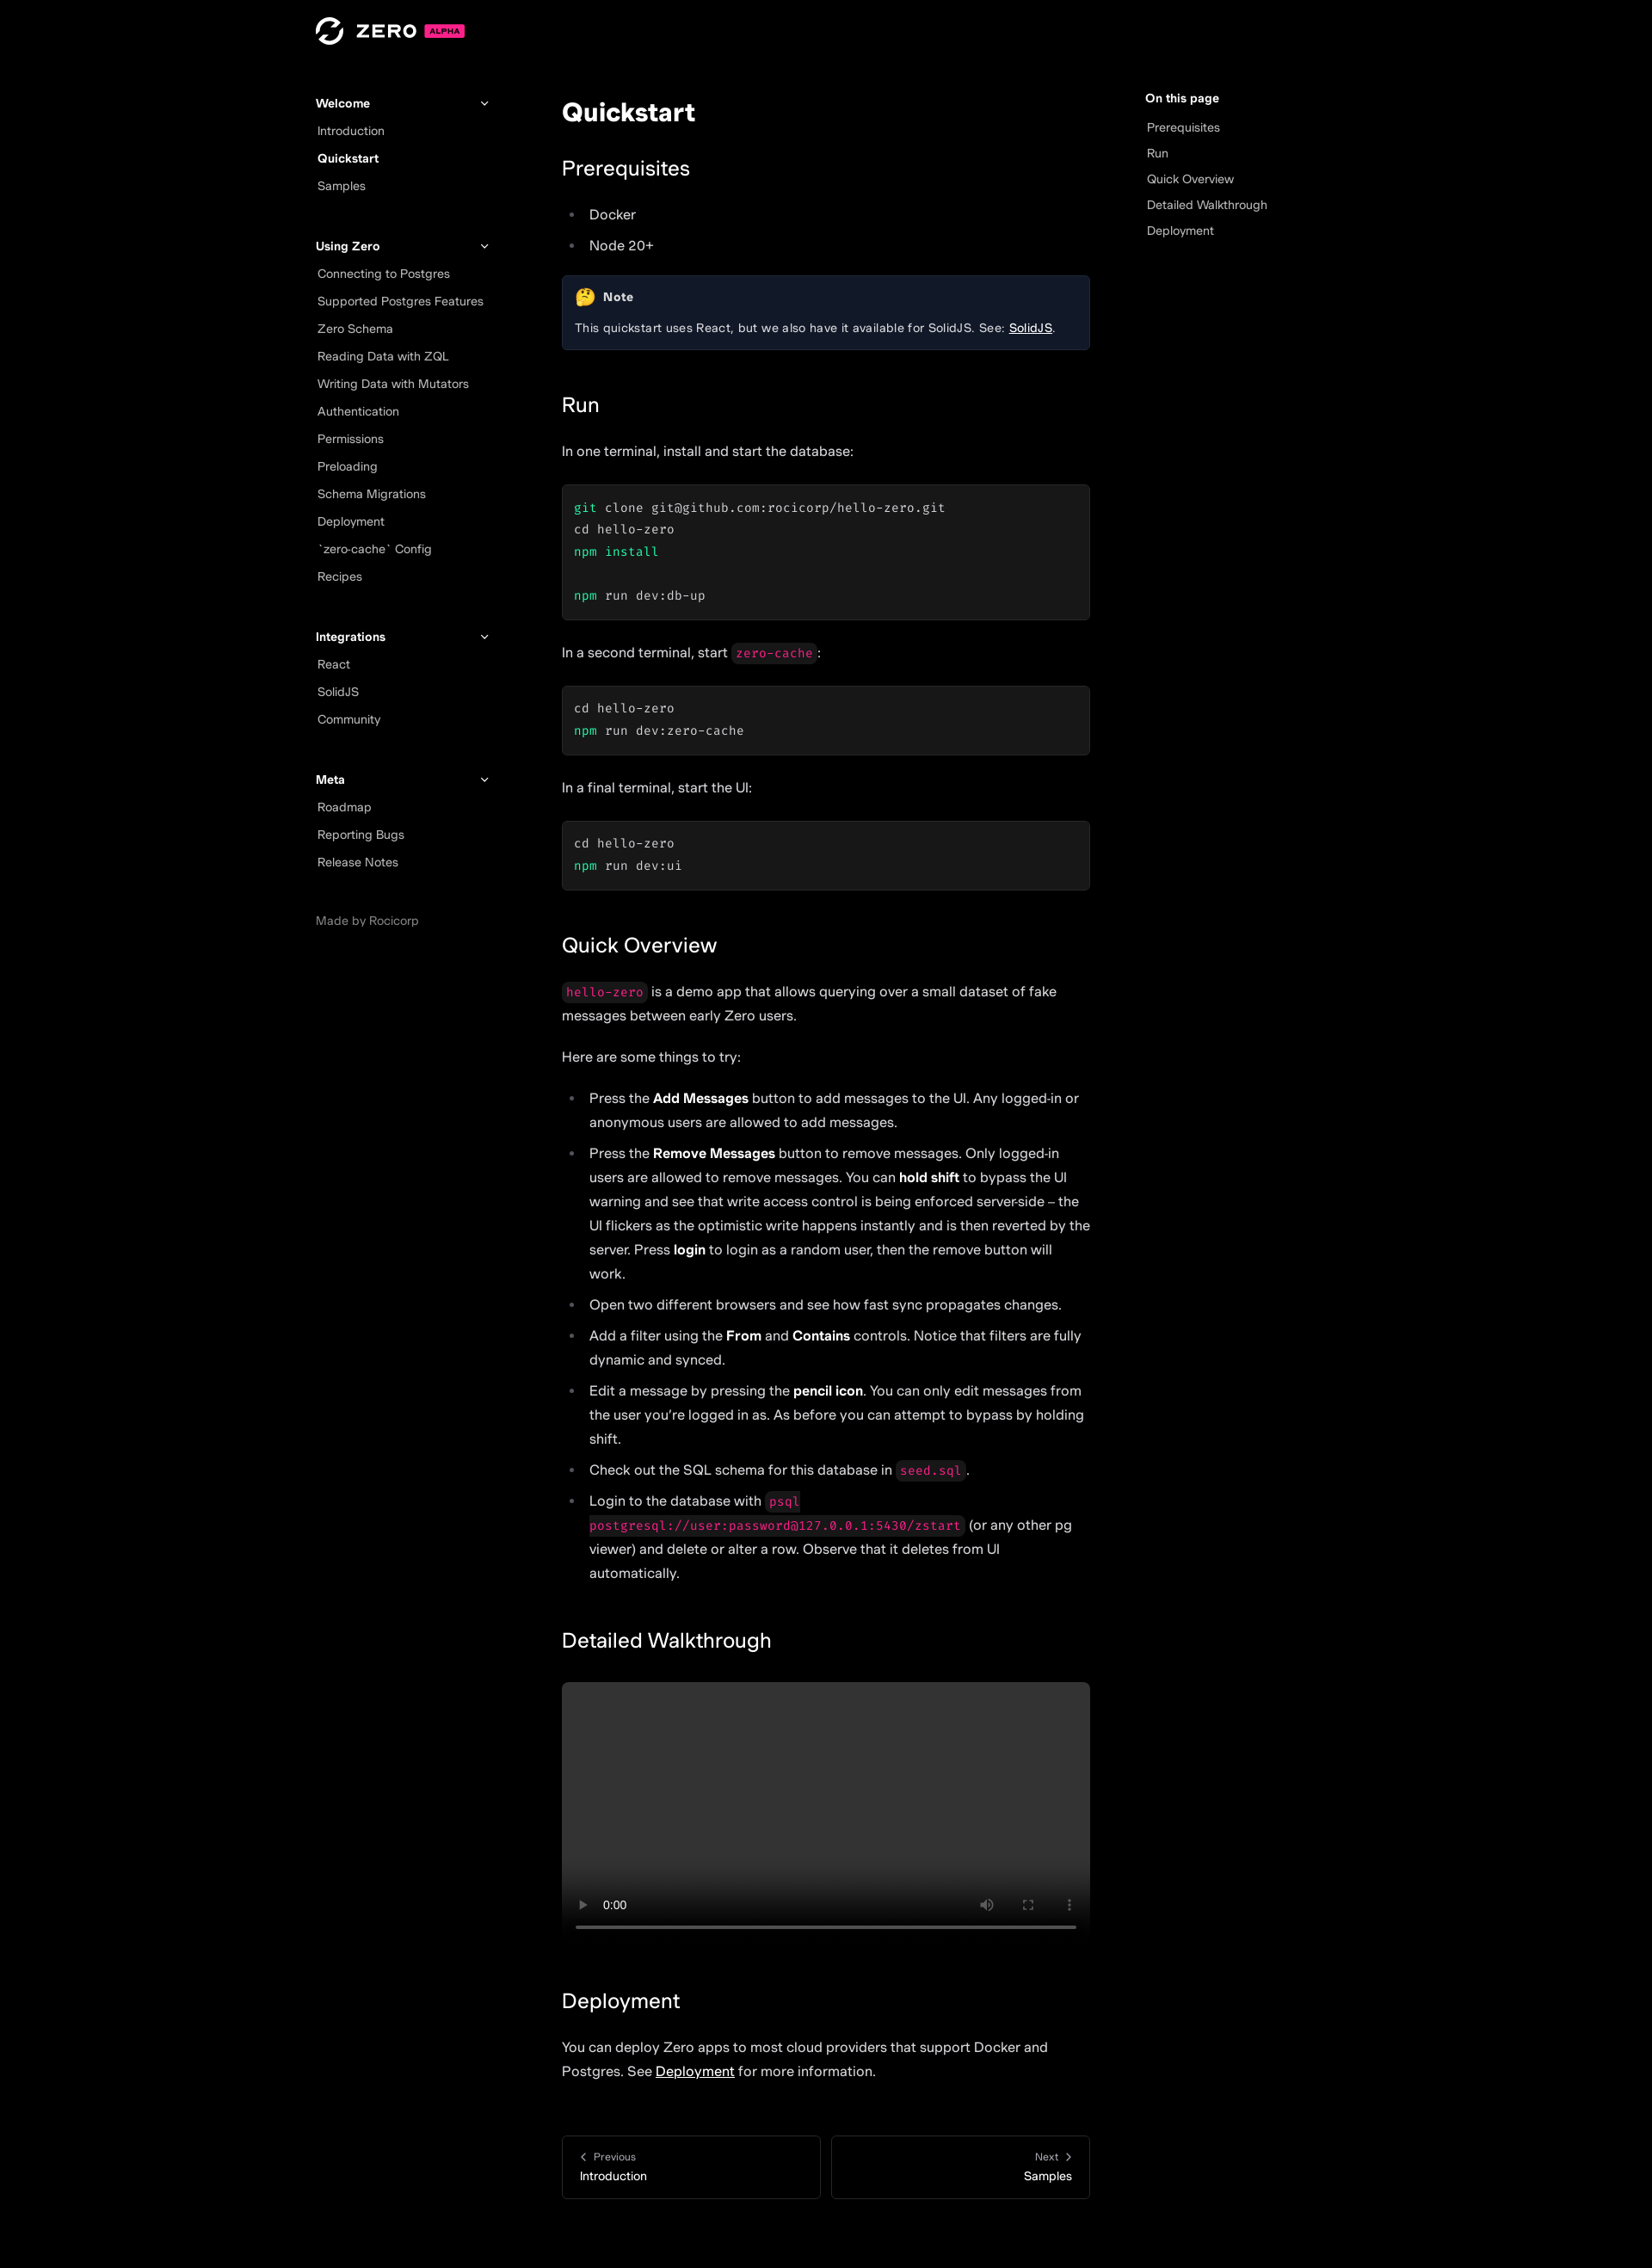 ZERO ALPHA
Welcome
Introduction
Quickstart
Samples
Using Zero
Connecting to Postgres
Supported Postgres Features
Zero Schema
Reading Data with ZQL
Writing Data with Mutators
Authentication
Permissions
Preloading
Schema Migrations
Deployment
`zero-cache` Config
Recipes
Integrations
React
SolidJS
Community
Meta
Roadmap
Reporting Bugs
Release Notes
Made by Rocicorp
Quickstart
Prerequisites
Docker
Node 20+
🤔 Note
This quickstart uses React, but we also have it available for SolidJS. See: SolidJS.
Run
In one terminal, install and start the database:
git clone git@github.com:rocicorp/hello-zero.git
cd hello-zero
npm install
npm run dev:db-up
In a second terminal, start zero-cache:
cd hello-zero
npm run dev:zero-cache
In a final terminal, start the UI:
cd hello-zero
npm run dev:ui
Quick Overview
hello-zero is a demo app that allows querying over a small dataset of fake
messages between early Zero users.
Here are some things to try:
Press the Add Messages button to add messages to the UI. Any logged-in or
anonymous users are allowed to add messages.
Press the Remove Messages button to remove messages. Only logged-in
users are allowed to remove messages. You can hold shift to bypass the UI
warning and see that write access control is being enforced server-side – the
UI flickers as the optimistic write happens instantly and is then reverted by the
server. Press login to login as a random user, then the remove button will
work.
Open two different browsers and see how fast sync propagates changes.
Add a filter using the From and Contains controls. Notice that filters are fully
dynamic and synced.
Edit a message by pressing the pencil icon. You can only edit messages from
the user you’re logged in as. As before you can attempt to bypass by holding
shift.
Check out the SQL schema for this database in seed.sql.
Login to the database with psql
postgresql://user:password@127.0.0.1:5430/zstart (or any other pg
viewer) and delete or alter a row. Observe that it deletes from UI
automatically.
Detailed Walkthrough
0:00
Deployment
You can deploy Zero apps to most cloud providers that support Docker and
Postgres. See Deployment for more information.
Previous
Introduction
Next
Samples
On this page
Prerequisites
Run
Quick Overview
Detailed Walkthrough
Deployment